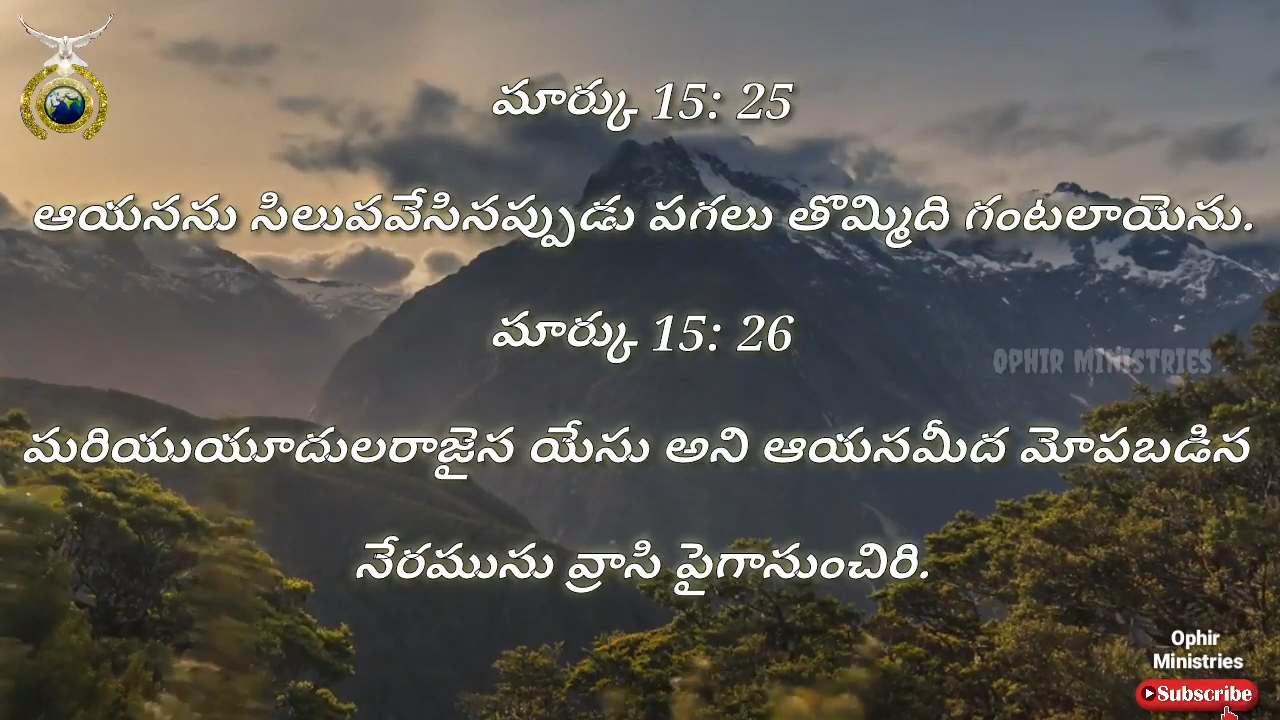 మార్కు 15: 25
ఆయనను సిలువవేసినప్పుడు పగలు తొమ్మిది గంటలాయెను.
మార్కు 15: 26
OPHIR MINISTRIES
మరియుయూదులరాజైన యేసు అని ఆయనమీద మోపబడిన
నేరమును వ్రాసి పైగానుంచిరి.
Ophir
Ministries
Subscribe